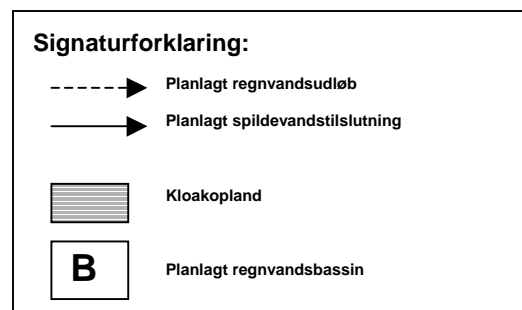 Signaturforklaring:
Planlagt regnvandsudløb
Planlagt spildevandstilslutning
Kloakopland
B
Planlagt regnvandsbassin